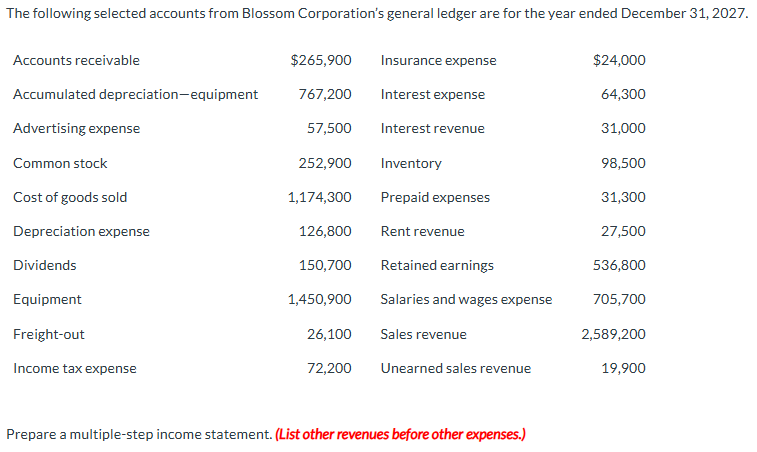 The following selected accounts from Blossom Corporation's general ledger are for the year ended December 31, 2027.
Accounts receivable $265,900 Insurance expense $24,000
Accumulated depreciation—equipment 767,200 Interest expense 64,300
Advertising expense 57,500 Interest revenue 31,000
Common stock 252,900 Inventory 98,500
Cost of goods sold 1,174,300 Prepaid expenses 31,300
Depreciation expense 126,800 Rent revenue 27,500
Dividends 150,700 Retained earnings 536,800
Equipment 1,450,900 Salaries and wages expense 705,700
Freight-out 26,100 Sales revenue 2,589,200
Income tax expense 72,200 Unearned sales revenue 19,900
Prepare a multiple-step income statement. (List other revenues before other expenses.)